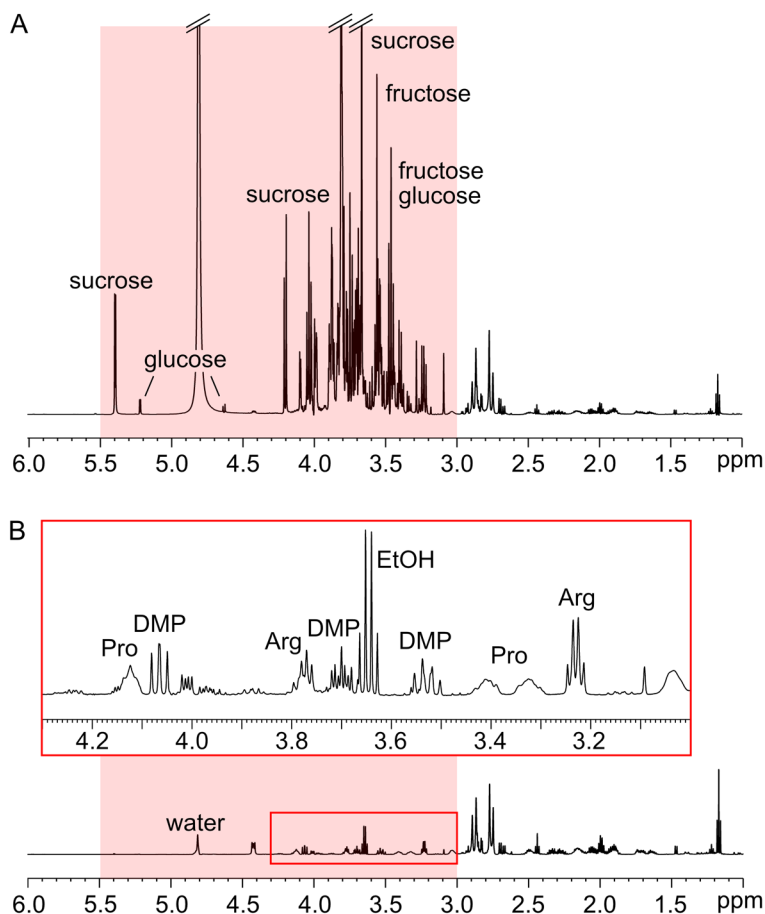 A
sucrose
fructose
fructose
glucose
sucrose
sucrose
glucose
6.0 5.5 5.0 4.5 4.0 3.5 3.0 2.5 2.0 1.5 ppm
B
EtOH
Arg
DMP
Pro
Arg
DMP
DMP
Pro
4.2 4.0 3.8 3.6 3.4 3.2
water
6.0 5.5 5.0 4.5 4.0 3.5 3.0 2.5 2.0 1.5 ppm